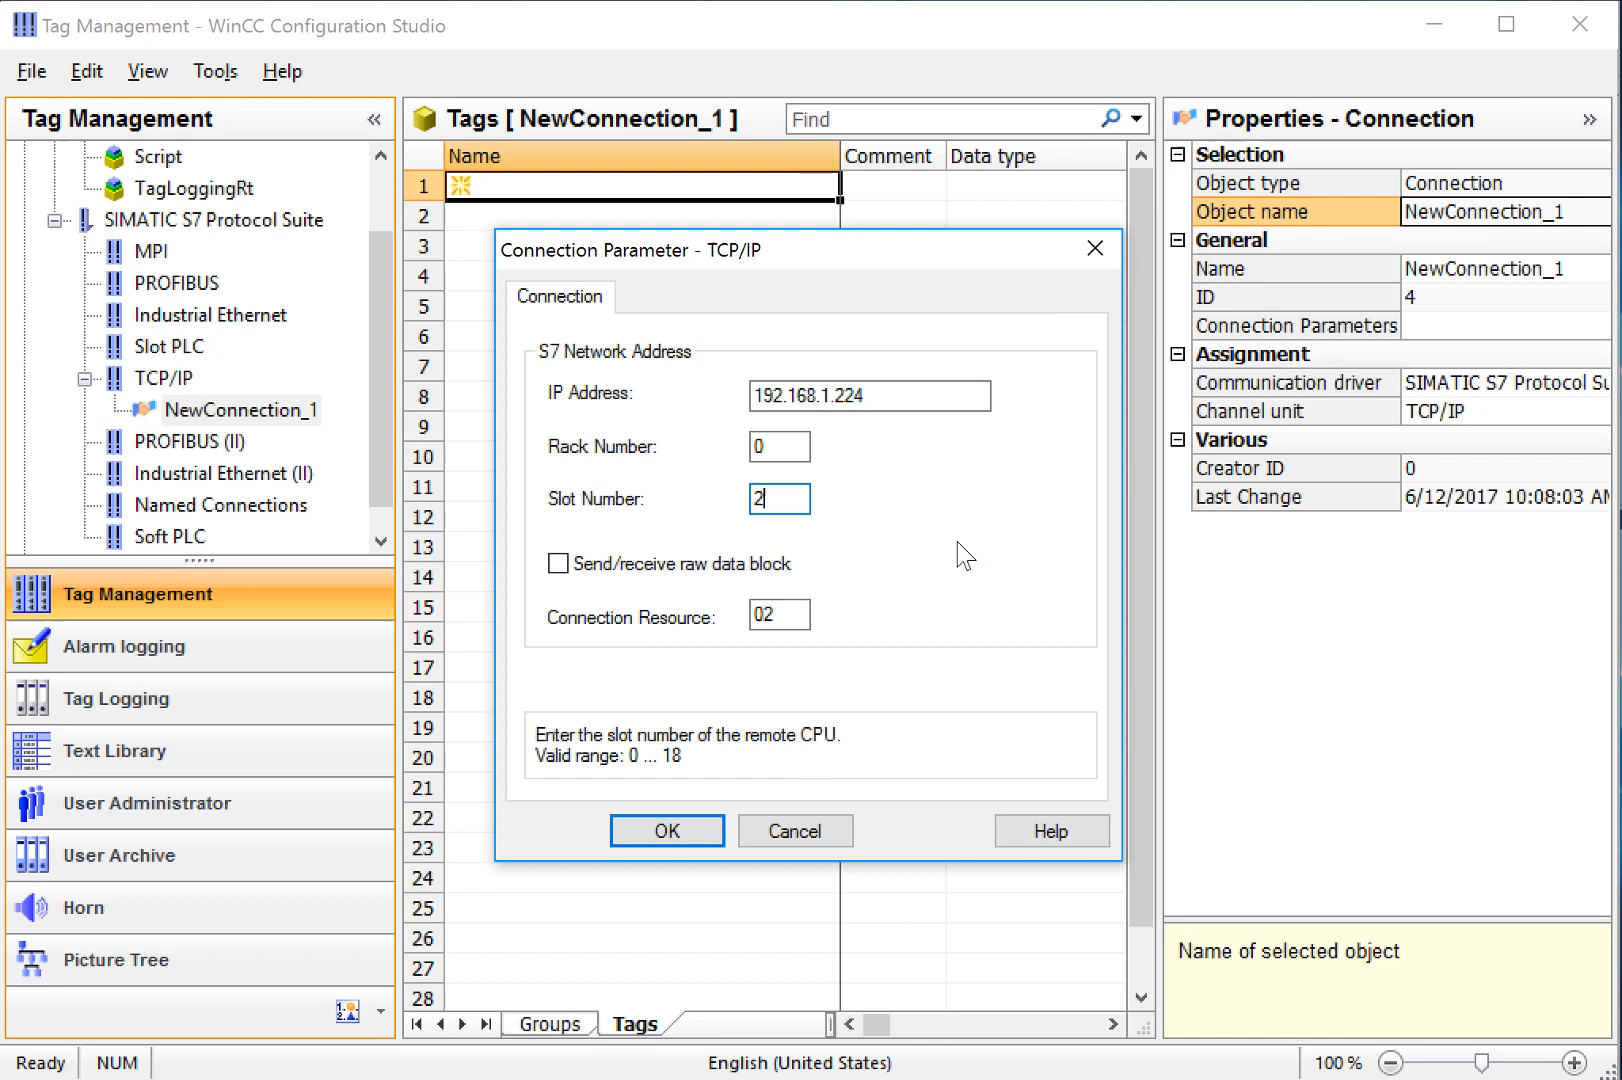 Tag Management - WinCC Configuration Studio
File Edit View Tools Help
Tag Management «
Script
TagLoggingRt
SIMATIC S7 Protocol Suite
MPI
PROFIBUS
Industrial Ethernet
Slot PLC
TCP/IP
NewConnection_1
PROFIBUS (II)
Industrial Ethernet (II)
Named Connections
Soft PLC
Tag Management
Alarm logging
Tag Logging
Text Library
User Administrator
User Archive
Horn
Picture Tree
Tags [ NewConnection_1 ] Find
Name Comment Data type
1
2
3
4
5
6
7
8
9
10
11
12
13
14
15
16
17
18
19
20
21
22
23
24
25
26
27
28
Groups Tags
Connection Parameter - TCP/IP
Connection
S7 Network Address
IP Address: 192.168.1.224
Rack Number: 0
Slot Number: 2
Send/receive raw data block
Connection Resource: 02
Enter the slot number of the remote CPU.
Valid range: 0 ... 18
OK Cancel Help
Properties - Connection »
Selection
Object type Connection
Object name NewConnection_1
General
Name NewConnection_1
ID 4
Connection Parameters
Assignment
Communication driver SIMATIC S7 Protocol Su
Channel unit TCP/IP
Various
Creator ID 0
Last Change 6/12/2017 10:08:03 AM
Name of selected object
Ready NUM English (United States) 100 %